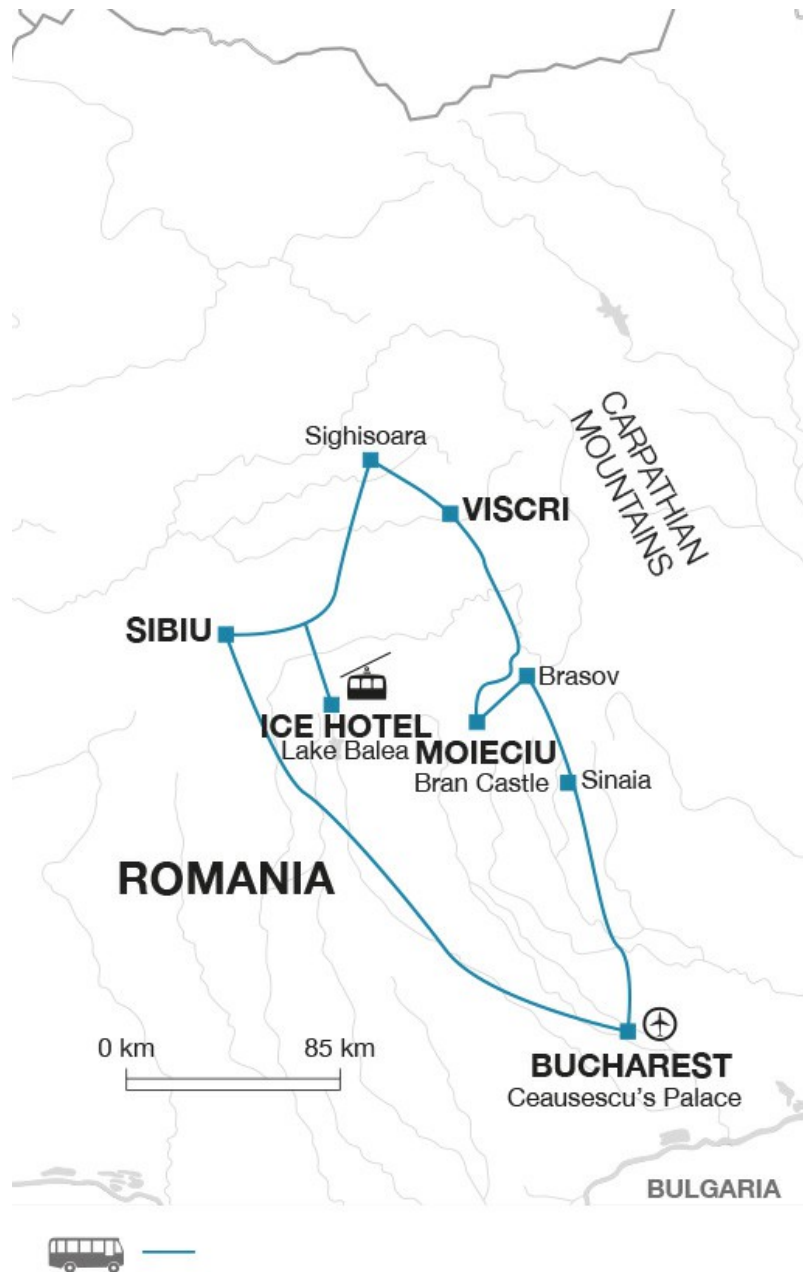 Sighisoara
CARPATHIAN
MOUNTAINS
VISCRI
SIBIU
Brasov
ICE HOTEL
Lake Balea
MOIECIU
Bran Castle
Sinaia
ROMANIA
0 km 85 km
BUCHAREST
Ceausescu's Palace
BULGARIA